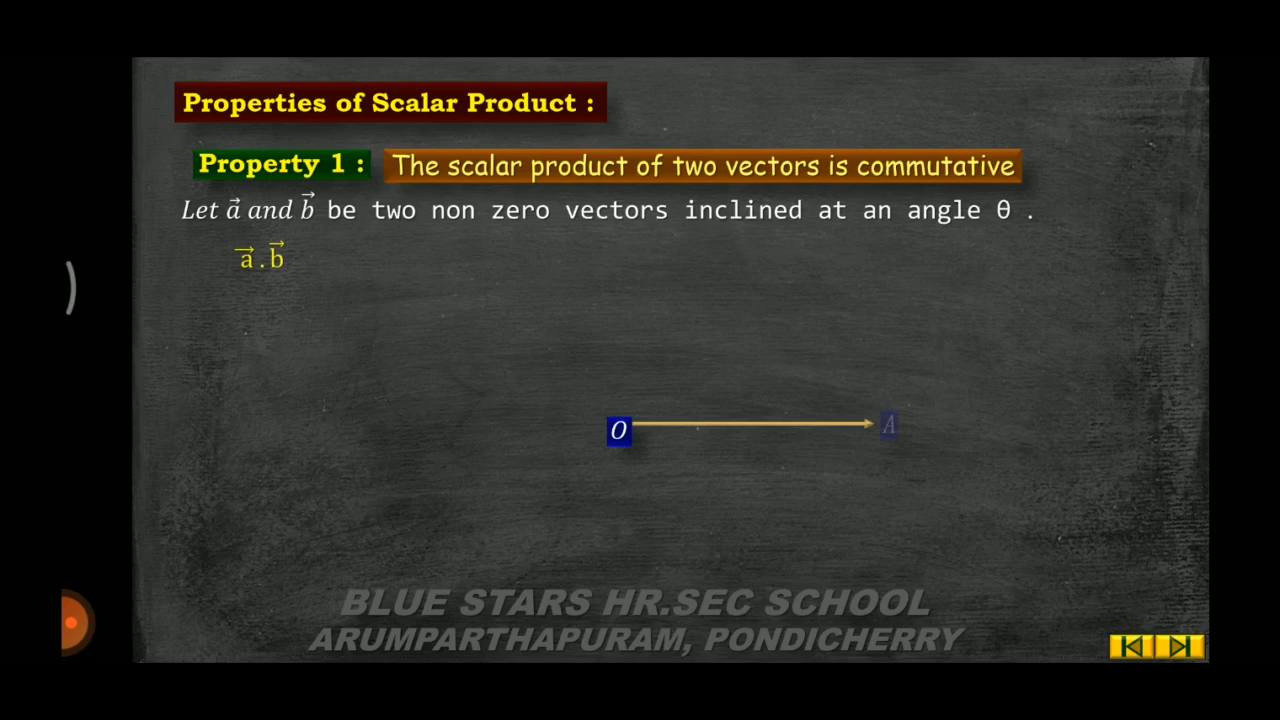 Properties of Scalar Product :
Property 1 : The scalar product of two vectors is commutative
Let a⃗ and b⃗ be two non zero vectors inclined at an angle θ .
a⃗ . b⃗
O A
BLUE STARS HR.SEC SCHOOL
ARUMPARTHAPURAM, PONDICHERRY